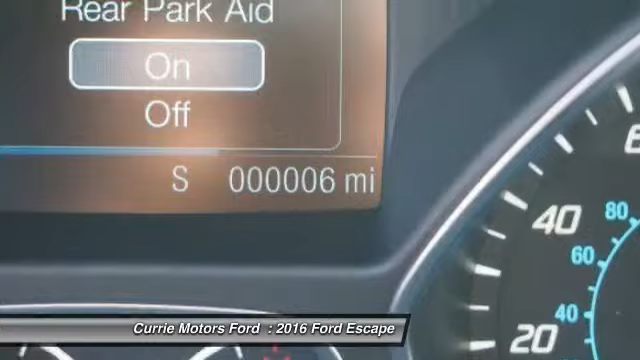 Rear Park Aid
On
Off
S 000006 mi
40
80
60
40
20
Currie Motors Ford : 2016 Ford Escape